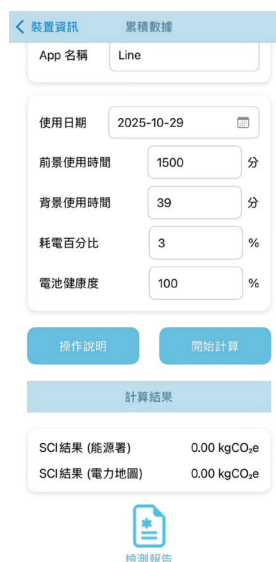 裝置資訊 累積數據
App 名稱 Line
使用日期 2025-10-29
前景使用時間 1500 分
背景使用時間 39 分
耗電百分比 3 %
電池健康度 100 %
操作說明 開始計算
計算結果
SCI結果 (能源署) 0.00 kgCO₂e
SCI結果 (電力地圖) 0.00 kgCO₂e
檢測報告